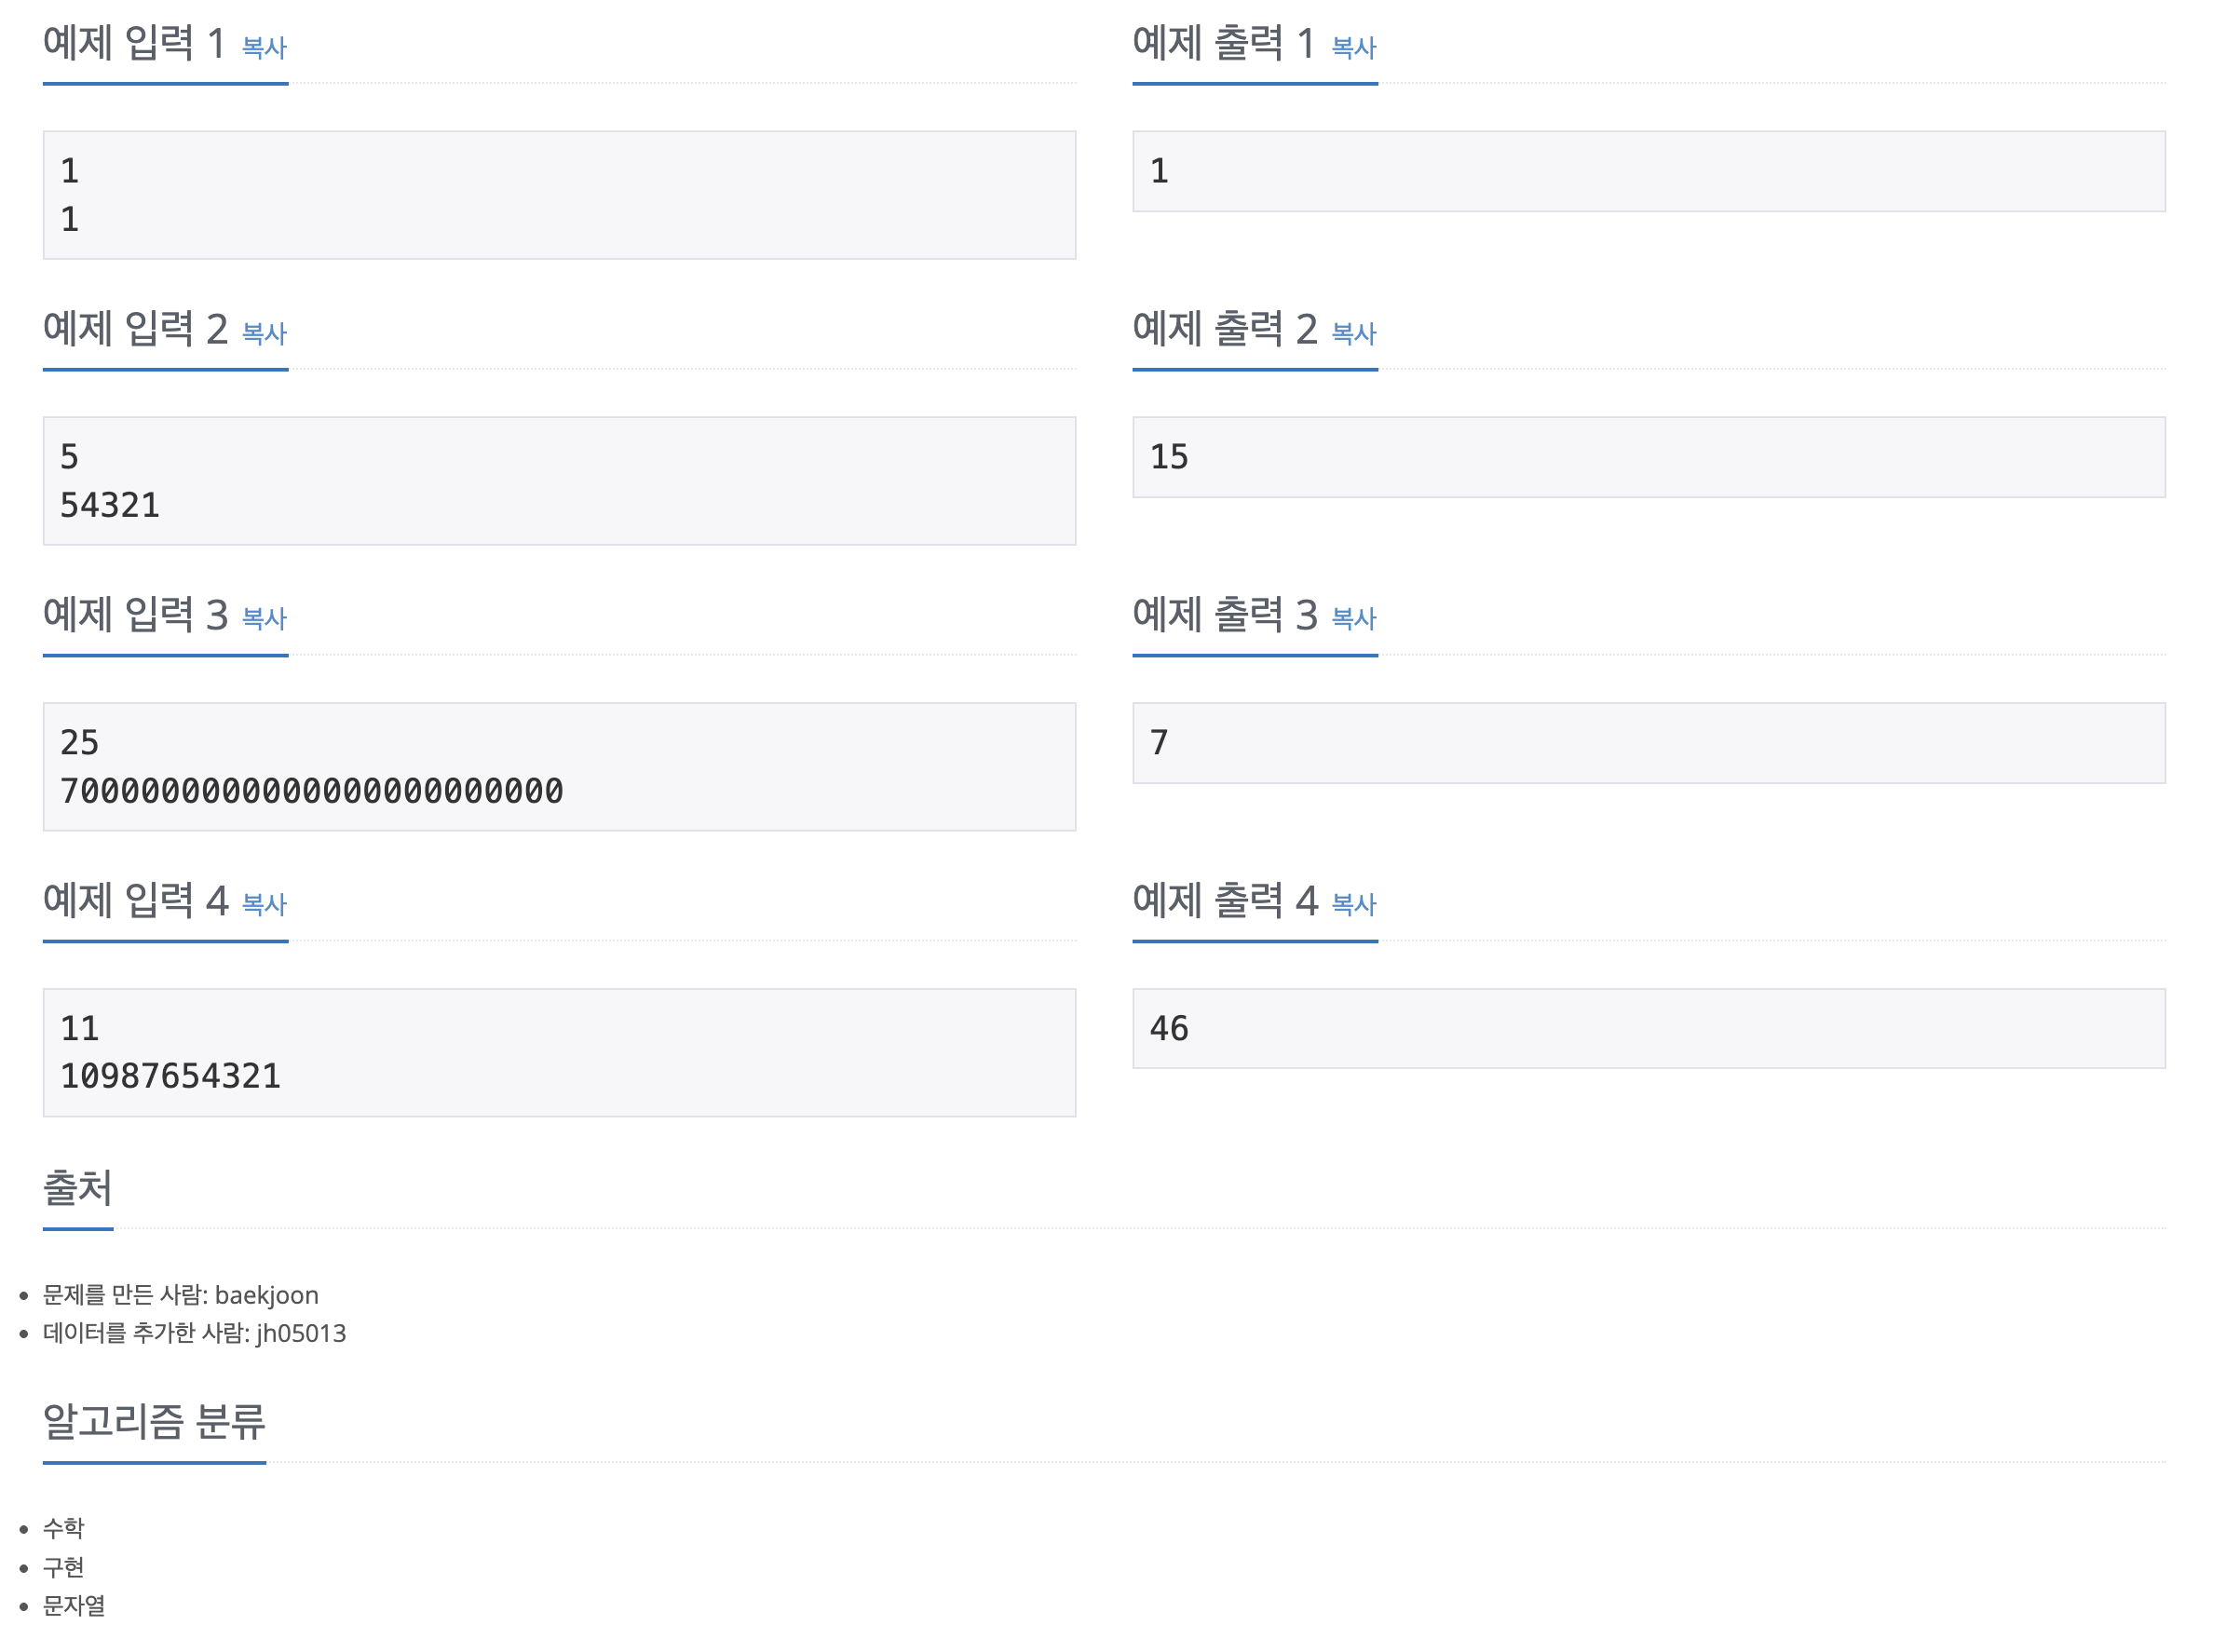 예제 입력 1 복사
1
1
예제 출력 1 복사
1
예제 입력 2 복사
5
54321
예제 출력 2 복사
15
예제 입력 3 복사
25
7000000000000000000000000
예제 출력 3 복사
7
예제 입력 4 복사
11
10987654321
예제 출력 4 복사
46
출처
문제를 만든 사람: baekjoon
데이터를 추가한 사람: jh05013
알고리즘 분류
수학
구현
문자열